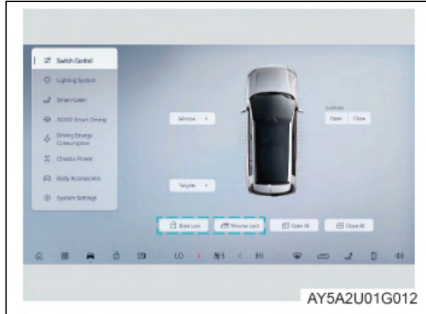 Switch Control
Lighting System
Smart Cabin
ADAS Smart Driving
Driving Energy
Consumption
Chassis Power
Body Accessories
System Settings
Sunshade
Open Close
Window >
Tailgate >
Door Lock
Window Lock
Open All
Close All
LO
HI
AY5A2U01G012